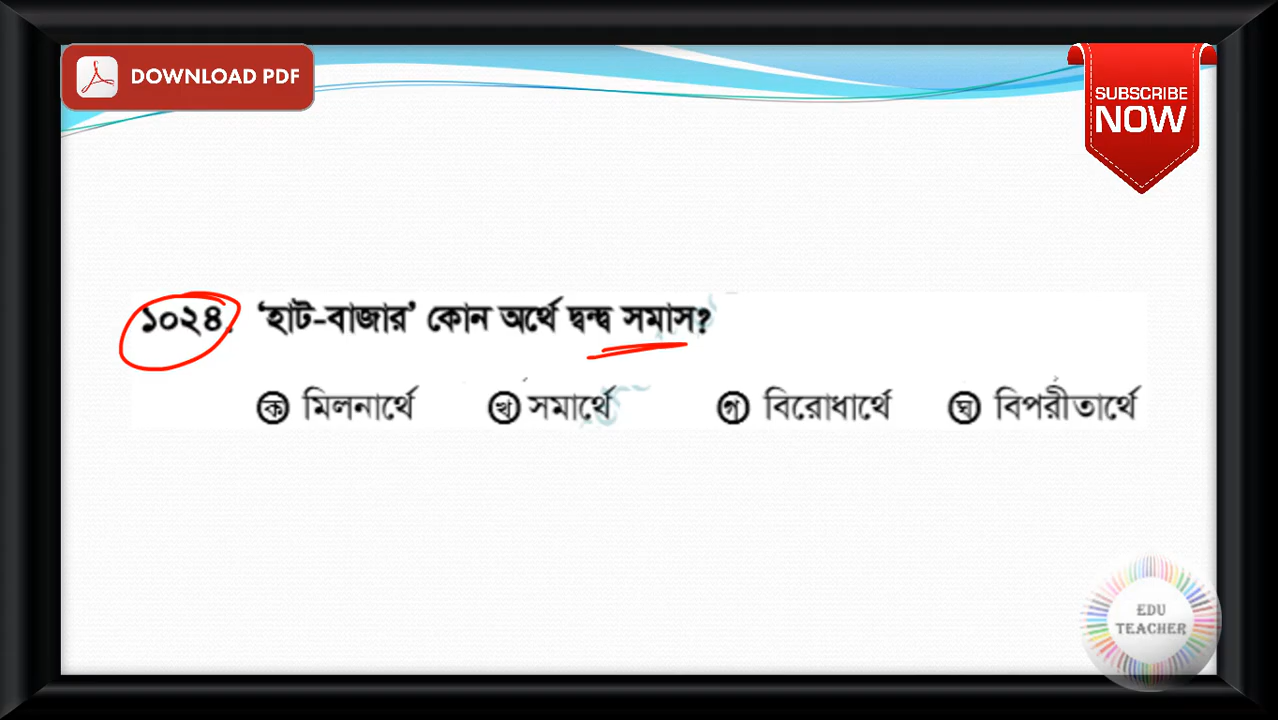 DOWNLOAD PDF
SUBSCRIBE
NOW
১০২৪. ‘হাট-বাজার’ কোন অর্থে দ্বন্দ্ব সমাস?
ক মিলনার্থে খ সমার্থে গ বিরোধার্থে ঘ বিপরীতার্থে
EDU
TEACHER